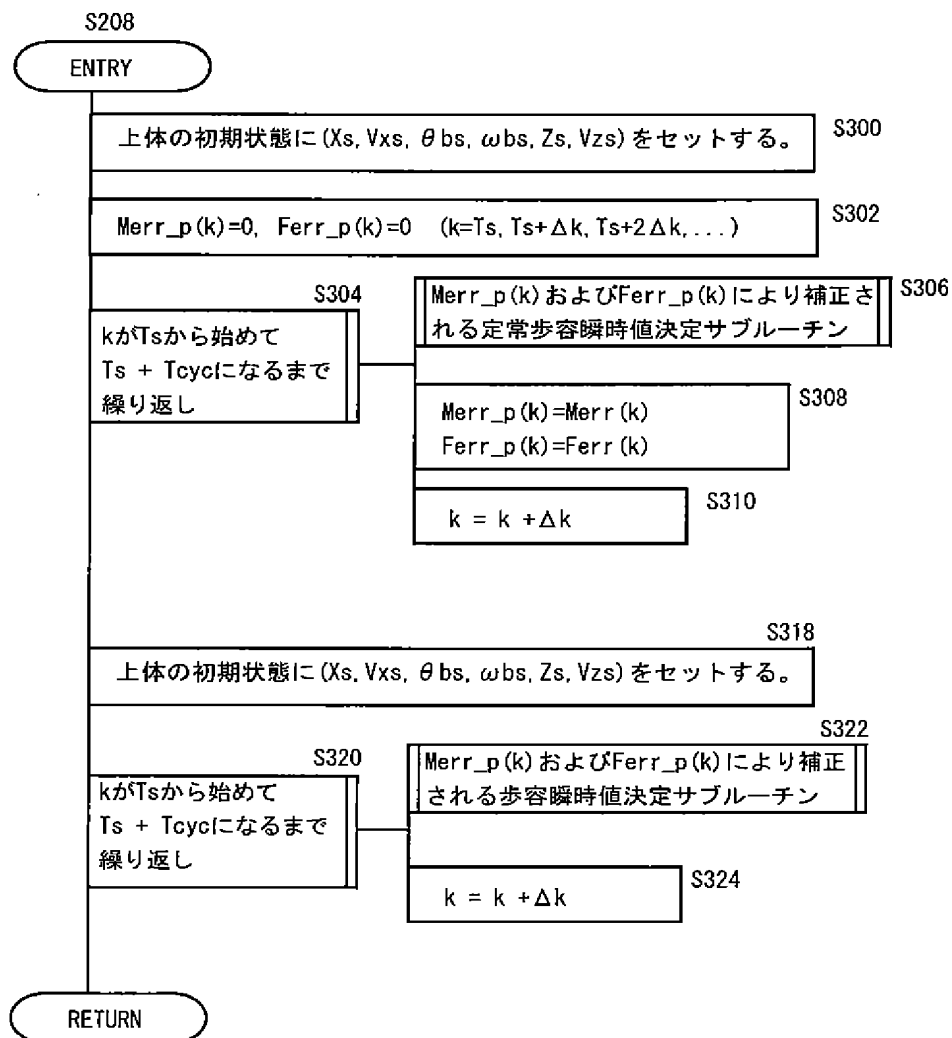 S208
ENTRY
上体の初期状態に(Xs, Vxs, θbs, ωbs, Zs, Vzs)をセットする。
S300
Merr_p(k)=0, Ferr_p(k)=0 (k=Ts, Ts+Δk, Ts+2Δk,...)
S302
S304
kがTsから始めて
Ts + Tcycになるまで
繰り返し
Merr_p(k)およびFerr_p(k)により補正さ
れる定常歩容瞬時値決定サブルーチン
S306
Merr_p(k)=Merr(k)
Ferr_p(k)=Ferr(k)
S308
k = k +Δk
S310
S318
上体の初期状態に(Xs, Vxs, θbs, ωbs, Zs, Vzs)をセットする。
S320
kがTsから始めて
Ts + Tcycになるまで
繰り返し
S322
Merr_p(k)およびFerr_p(k)により補正
される歩容瞬時値決定サブルーチン
k = k +Δk
S324
RETURN